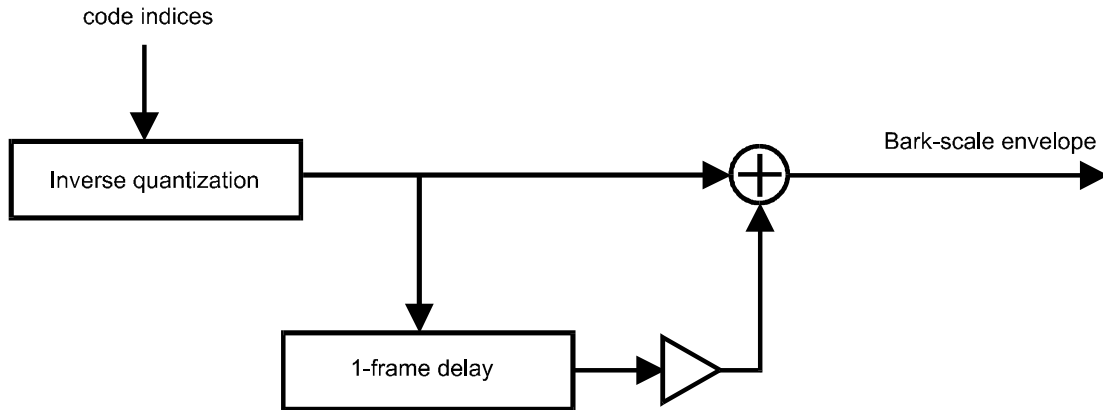 code indices
Inverse quantization
Bark-scale envelope
1-frame delay